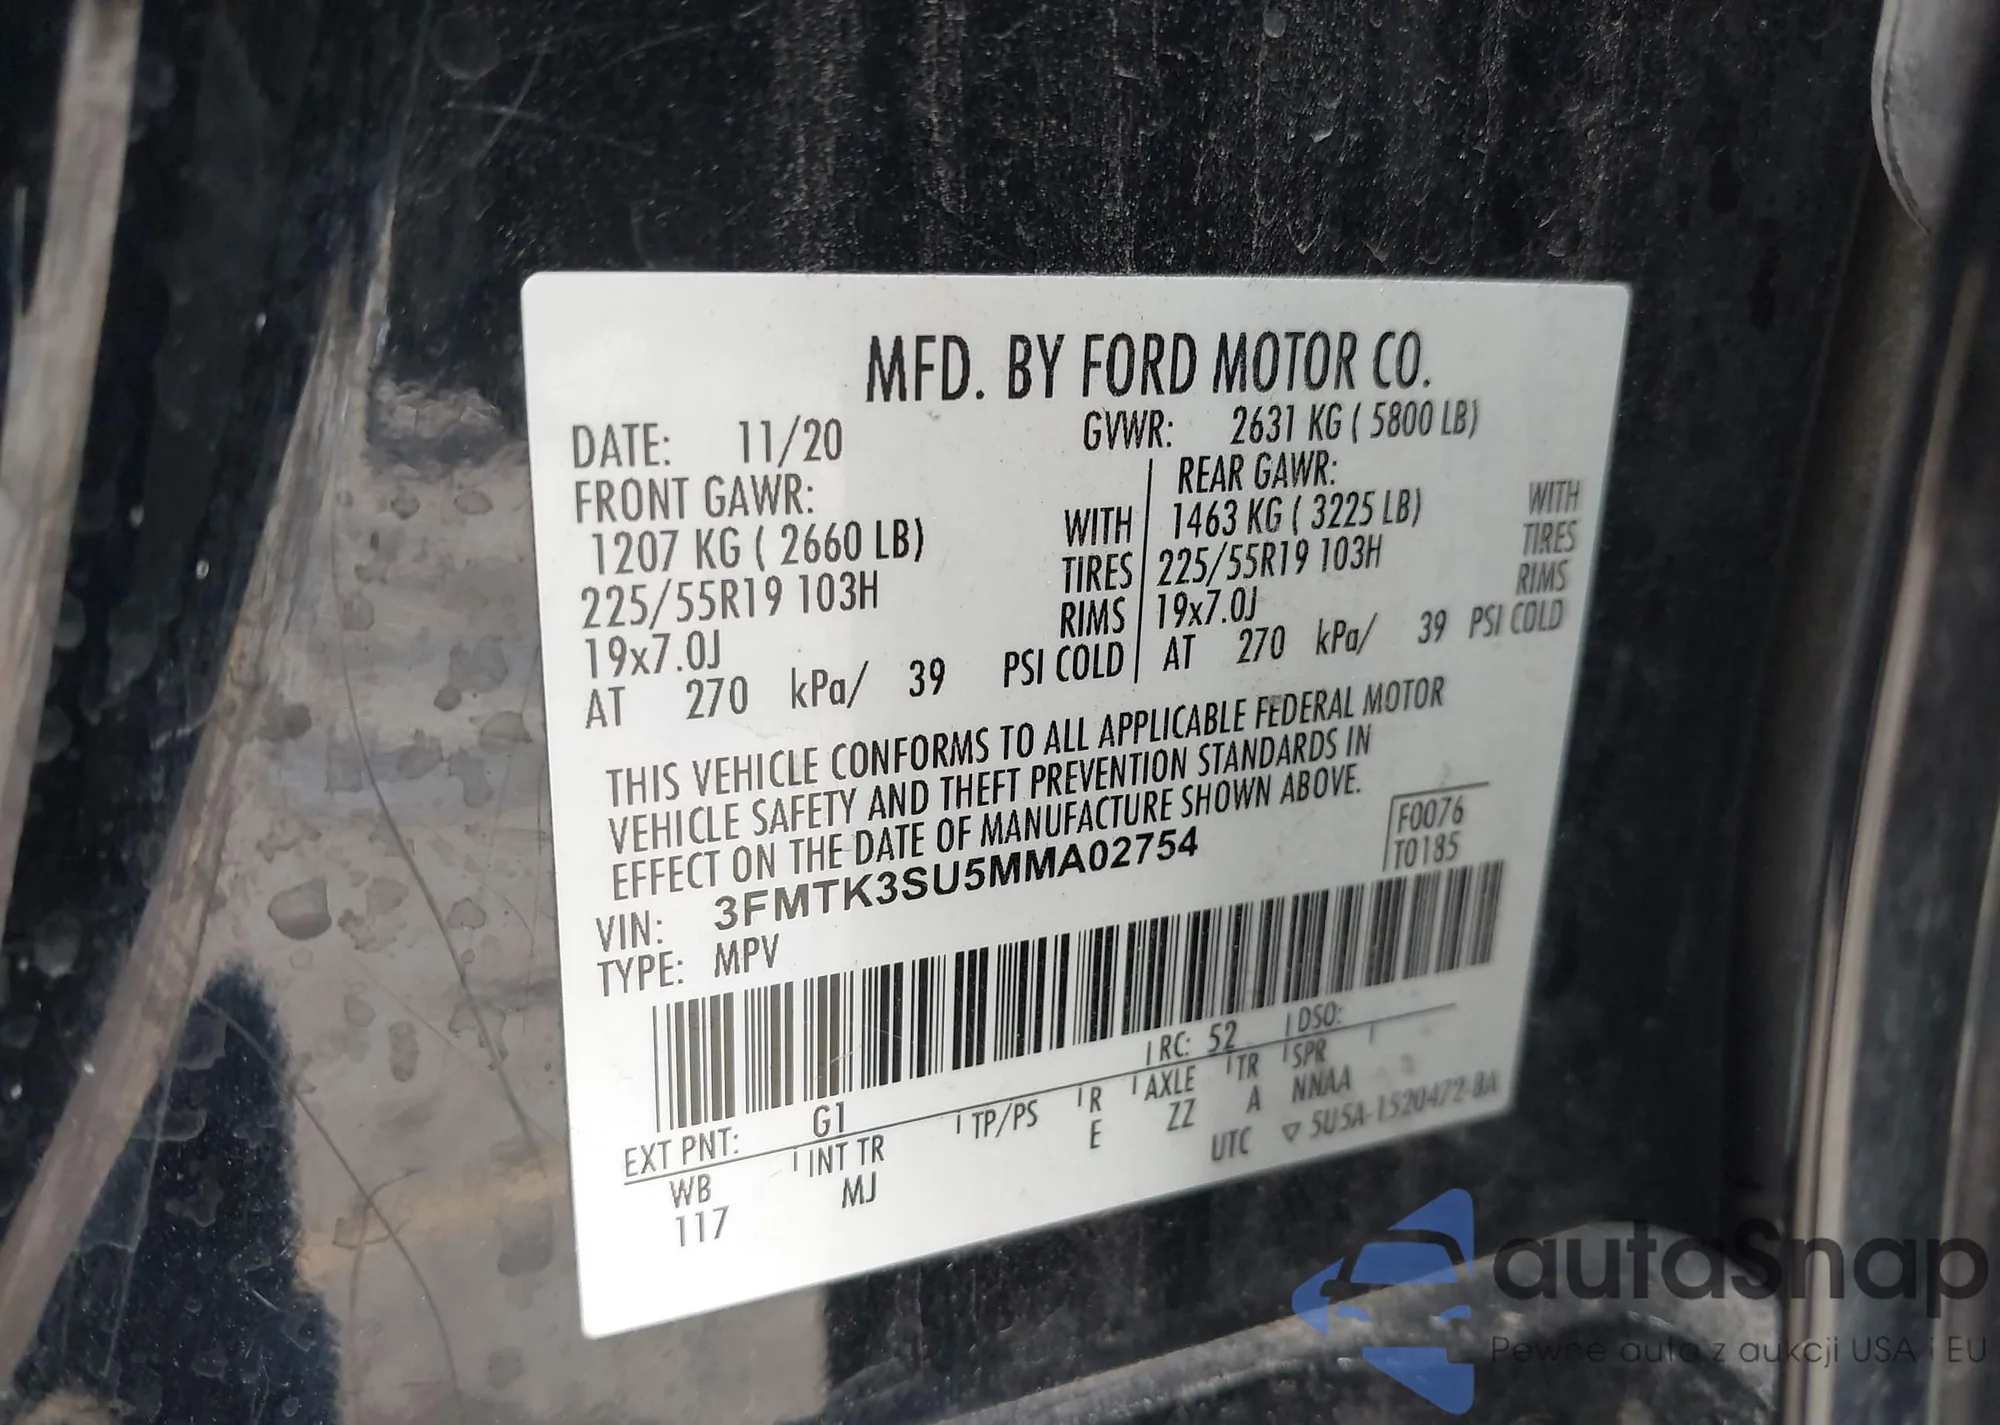 MFD. BY FORD MOTOR CO.
DATE: 11/20 GVWR: 2631 KG ( 5800 LB)
FRONT GAWR: REAR GAWR:
1207 KG ( 2660 LB) WITH 1463 KG ( 3225 LB) WITH
225/55R19 103H TIRES 225/55R19 103H TIRES
19x7.0J RIMS 19x7.0J RIMS
AT 270 kPa/ 39 PSI COLD AT 270 kPa/ 39 PSI COLD
THIS VEHICLE CONFORMS TO ALL APPLICABLE FEDERAL MOTOR
VEHICLE SAFETY AND THEFT PREVENTION STANDARDS IN
EFFECT ON THE DATE OF MANUFACTURE SHOWN ABOVE.
F0076
T0185
VIN: 3FMTK3SU5MMA02754
TYPE: MPV
EXT PNT: G1 RC: 52 DSO:
WB INT TR TP/PS R AXLE TR SPR
117 MJ E ZZ A NNAA
UTC ▽ 5U5A-1520472-BA
autaSnap
Pewne auta z aukcji USA i EU